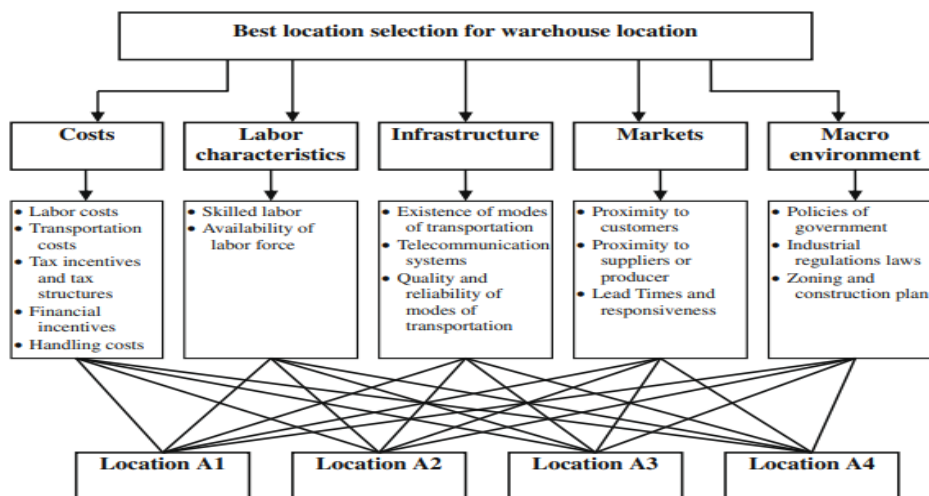 Best location selection for warehouse location
Costs
Labor
characteristics
Infrastructure
Markets
Macro
environment
• Labor costs
• Transportation
costs
• Tax incentives
and tax
structures
• Financial
incentives
• Handling costs
• Skilled labor
• Availability of
labor force
• Existence of modes
of transportation
• Telecommunication
systems
• Quality and
reliability of
modes of
transportation
• Proximity to
customers
• Proximity to
suppliers or
producer
• Lead Times and
responsiveness
• Policies of
government
• Industrial
regulations laws
• Zoning and
construction plan
Location A1
Location A2
Location A3
Location A4